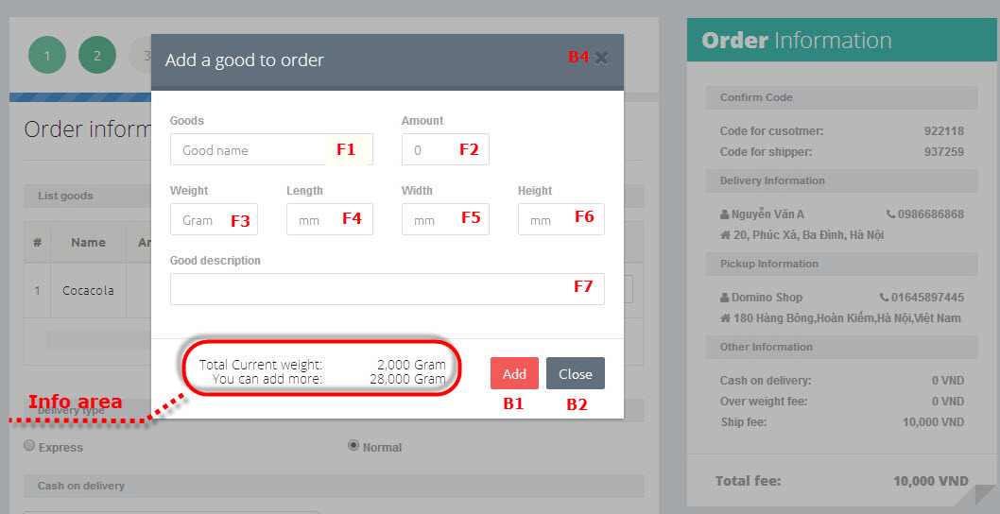 1 2 3
Order inform
List goods
# Name Am
1 Cocacola
Info area
Delivery type
Express
Normal
Cash on delivery
Add a good to order
B4
Goods Amount
Good name F1 0 F2
Weight Length Width Height
Gram F3 mm F4 mm F5 mm F6
Good description
F7
Total Current weight: 2,000 Gram
You can add more: 28,000 Gram
Add Close
B1 B2
Order Information
Confirm Code
Code for cusotmer: 922118
Code for shipper: 937259
Delivery Information
Nguyễn Văn A 0986686868
20, Phúc Xá, Ba Đình, Hà Nội
Pickup Information
Domino Shop 01645897445
180 Hàng Bông,Hoàn Kiếm,Hà Nội,Việt Nam
Other Information
Cash on delivery: 0 VND
Over weight fee: 0 VND
Ship fee: 10,000 VND
Total fee: 10,000 VND